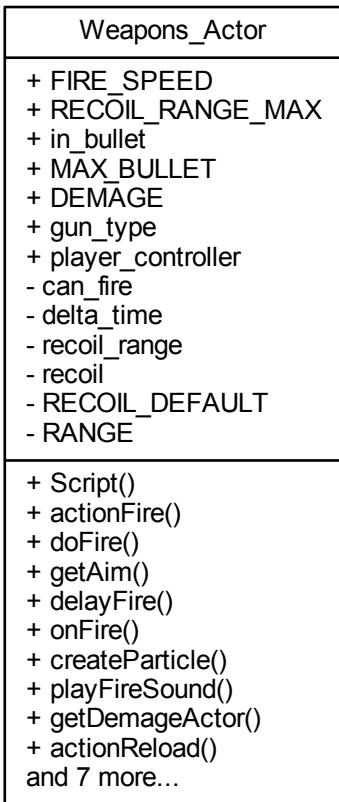 Weapons_Actor
+ FIRE_SPEED
+ RECOIL_RANGE_MAX
+ in_bullet
+ MAX_BULLET
+ DEMAGE
+ gun_type
+ player_controller
- can_fire
- delta_time
- recoil_range
- recoil
- RECOIL_DEFAULT
- RANGE
+ Script()
+ actionFire()
+ doFire()
+ getAim()
+ delayFire()
+ onFire()
+ createParticle()
+ playFireSound()
+ getDemageActor()
+ actionReload()
and 7 more...